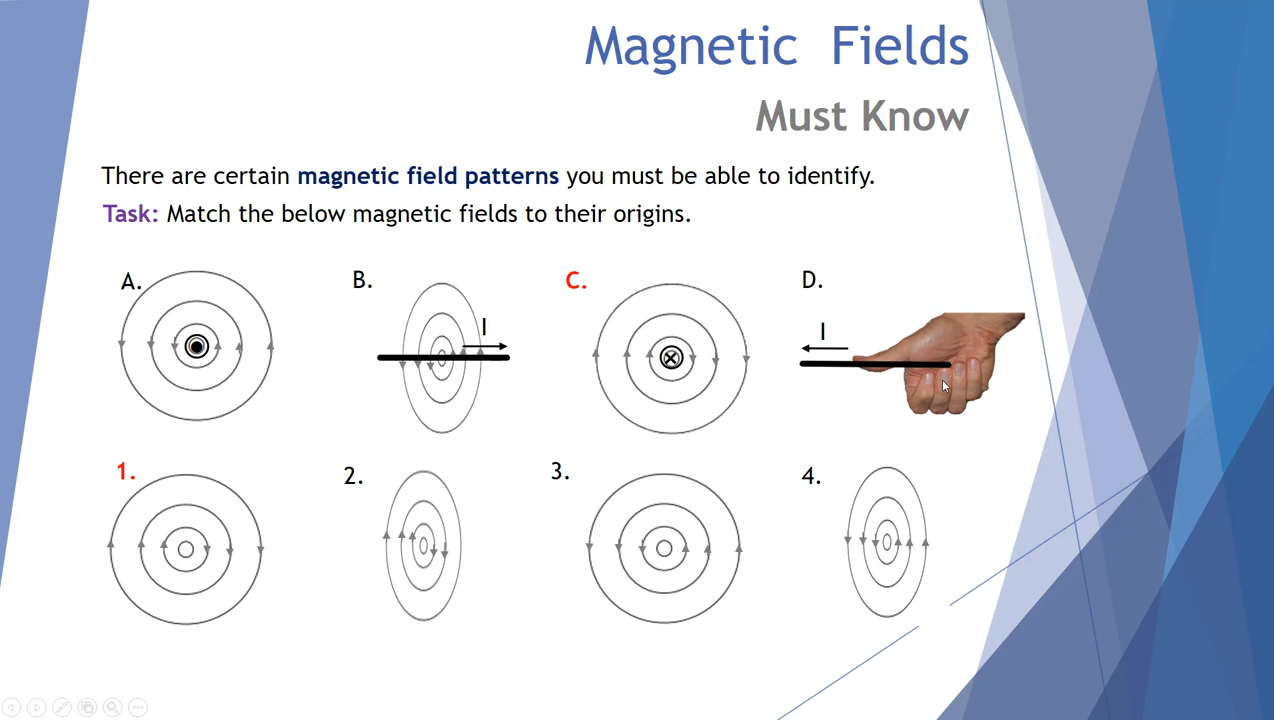 Magnetic Fields
Must Know
There are certain magnetic field patterns you must be able to identify.
Task: Match the below magnetic fields to their origins.
A.
B.
C.
D.
I
I
1.
2.
3.
4.